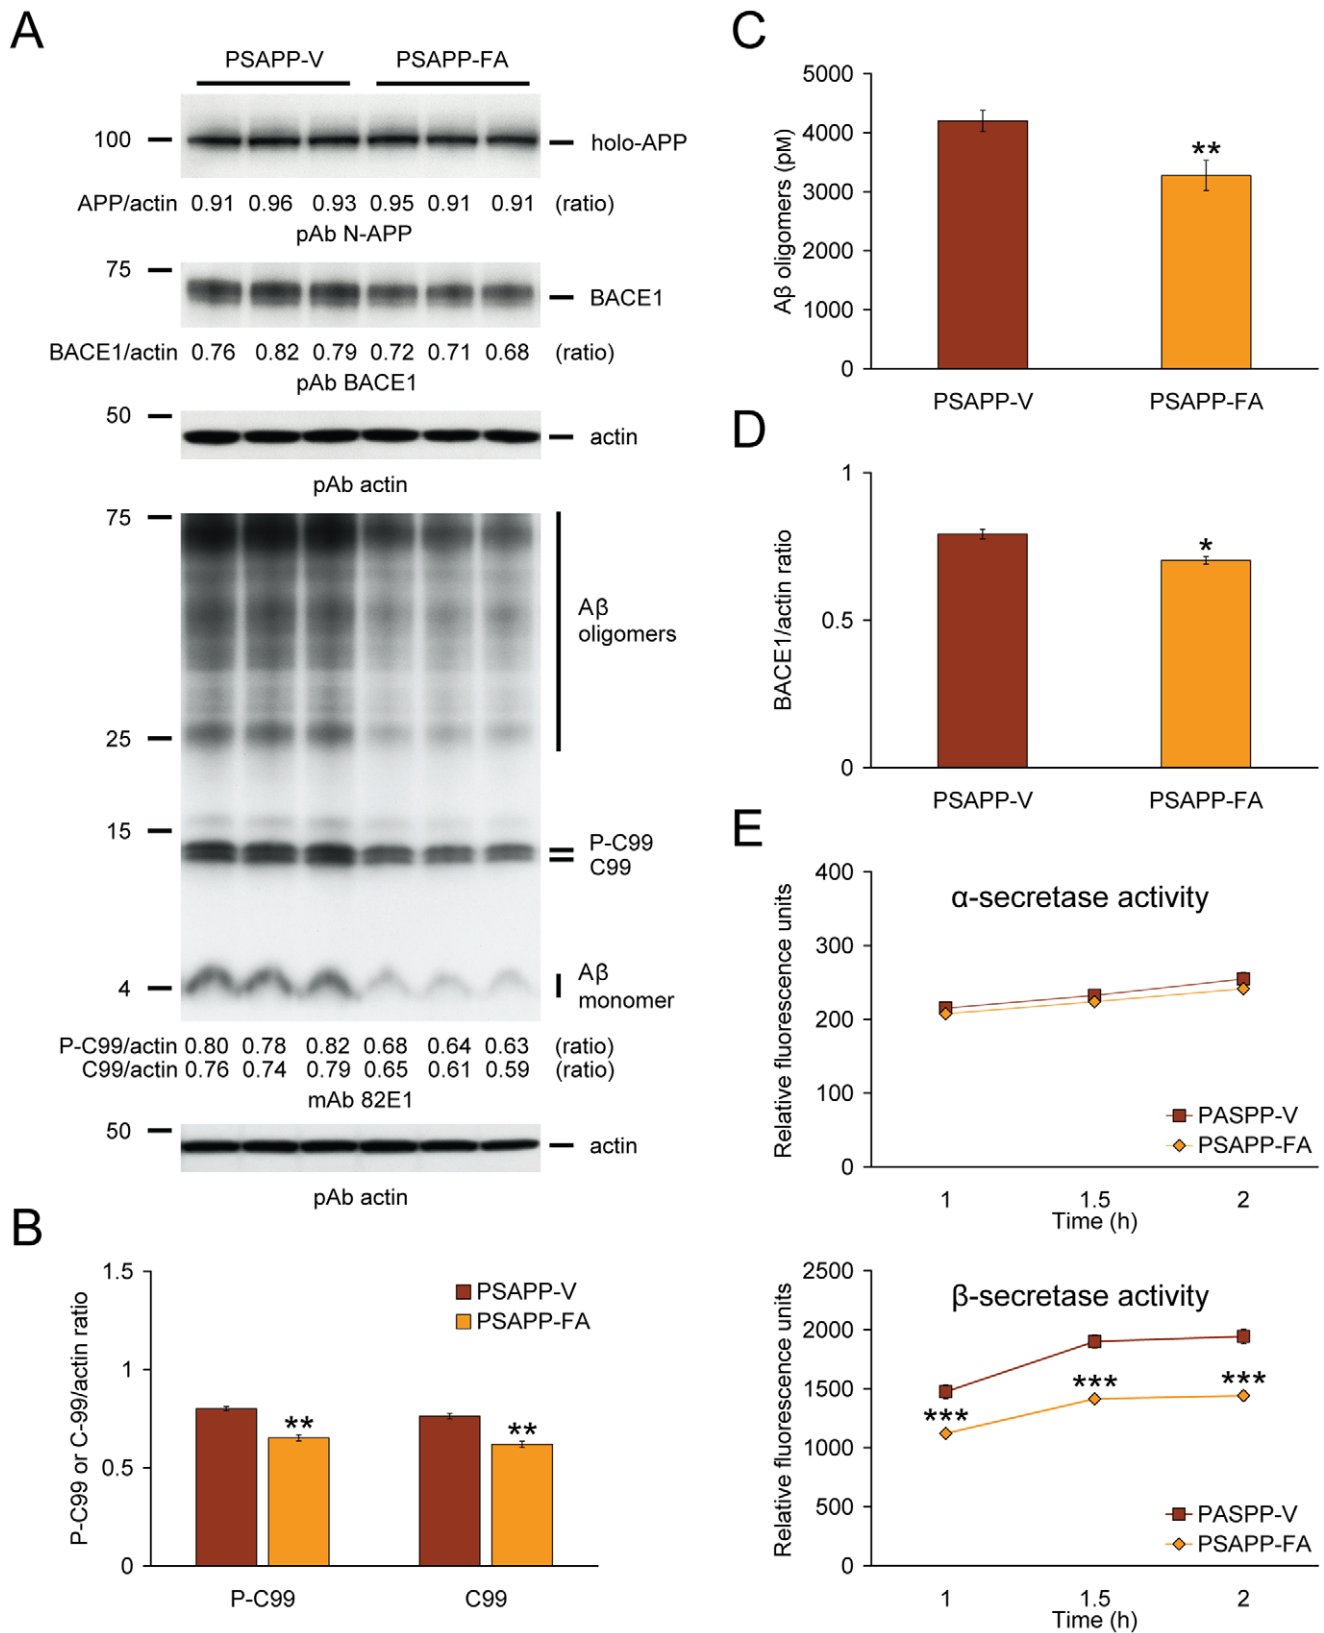 A
PSAPP-V PSAPP-FA
100 holo-APP
APP/actin 0.91 0.96 0.93 0.95 0.91 0.91 (ratio)
pAb N-APP
75
BACE1
BACE1/actin 0.76 0.82 0.79 0.72 0.71 0.68 (ratio)
pAb BACE1
50
actin
pAb actin
75
Aβ
oligomers
25
15
P-C99
C99
Aβ
4 monomer
P-C99/actin 0.80 0.78 0.82 0.68 0.64 0.63 (ratio)
C99/actin 0.76 0.74 0.79 0.65 0.61 0.59 (ratio)
mAb 82E1
50
actin
pAb actin
B
P-C99 or C-99/actin ratio
1.5
1
0.5
0
PSAPP-V
PSAPP-FA
**
**
P-C99 C99
C
Aβ oligomers (pM)
5000
4000
3000
2000
1000
0
**
PSAPP-V PSAPP-FA
D
BACE1/actin ratio
1
0.5
0
*
PSAPP-V PSAPP-FA
E
Relative fluorescence units
400
300
200
100
0
α-secretase activity
PASPP-V
PSAPP-FA
1 1.5 2
Time (h)
Relative fluorescence units
2500
2000
1500
1000
500
0
β-secretase activity
*** *** ***
PASPP-V
PSAPP-FA
1 1.5 2
Time (h)